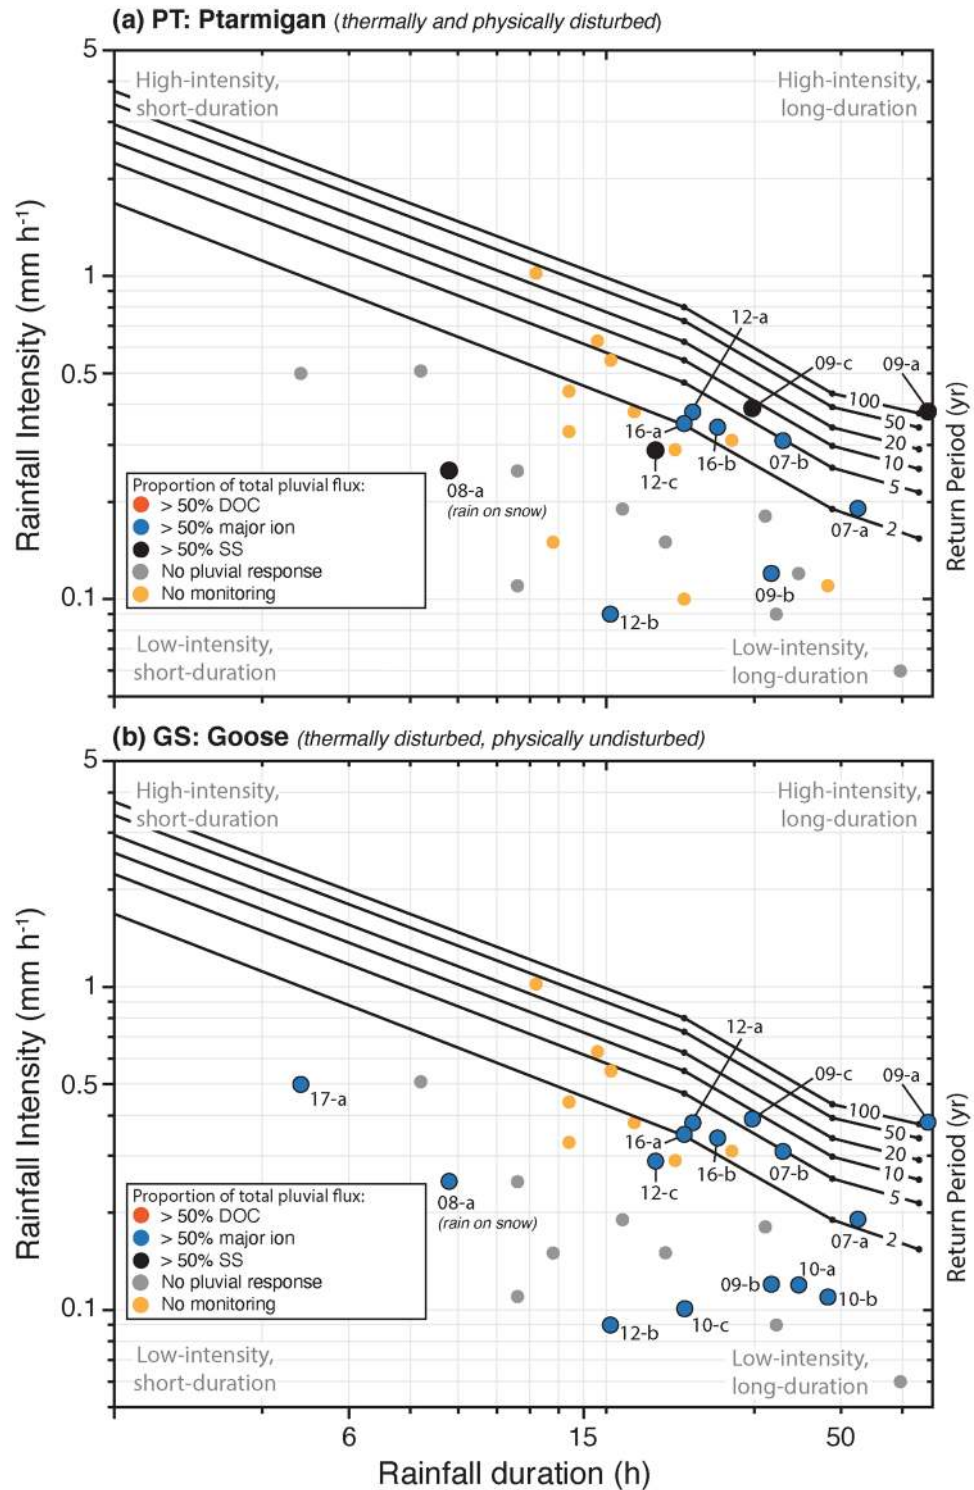 (a) PT: Ptarmigan (thermally and physically disturbed)
5
High-intensity,
short-duration
High-intensity,
long-duration
1
12-a
0.5
09-c
09-a
100
50
16-a
20
16-b
07-b
10
12-c
5
08-a
(rain on snow)
07-a
2
Proportion of total pluvial flux:
> 50% DOC
> 50% major ion
> 50% SS
No pluvial response
No monitoring
0.1
09-b
12-b
Low-intensity,
short-duration
Low-intensity,
long-duration
Rainfall Intensity (mm h-1)
Return Period (yr)
(b) GS: Goose (thermally disturbed, physically undisturbed)
5
High-intensity,
short-duration
High-intensity,
long-duration
1
12-a
0.5
09-c
09-a
17-a
100
50
16-a
20
16-b
07-b
10
12-c
5
08-a
(rain on snow)
07-a
2
Proportion of total pluvial flux:
> 50% DOC
> 50% major ion
> 50% SS
No pluvial response
No monitoring
09-b
10-a
10-b
0.1
12-b
10-c
Low-intensity,
short-duration
Low-intensity,
long-duration
Rainfall Intensity (mm h-1)
Return Period (yr)
6
15
50
Rainfall duration (h)